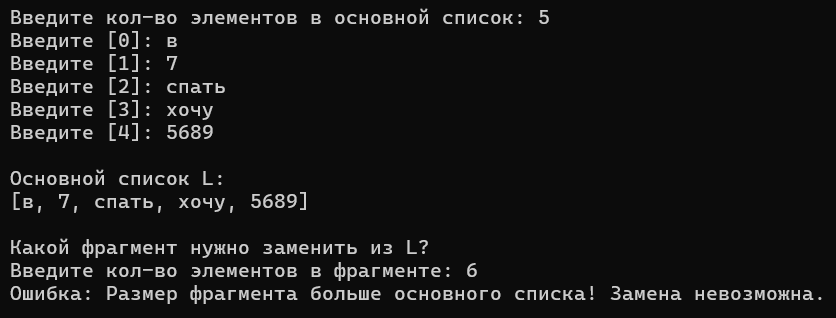 Введите кол-во элементов в основной список: 5
Введите [0]: в
Введите [1]: 7
Введите [2]: спать
Введите [3]: хочу
Введите [4]: 5689
Основной список L:
[в, 7, спать, хочу, 5689]
Какой фрагмент нужно заменить из L?
Введите кол-во элементов в фрагменте: 6
Ошибка: Размер фрагмента больше основного списка! Замена невозможна.